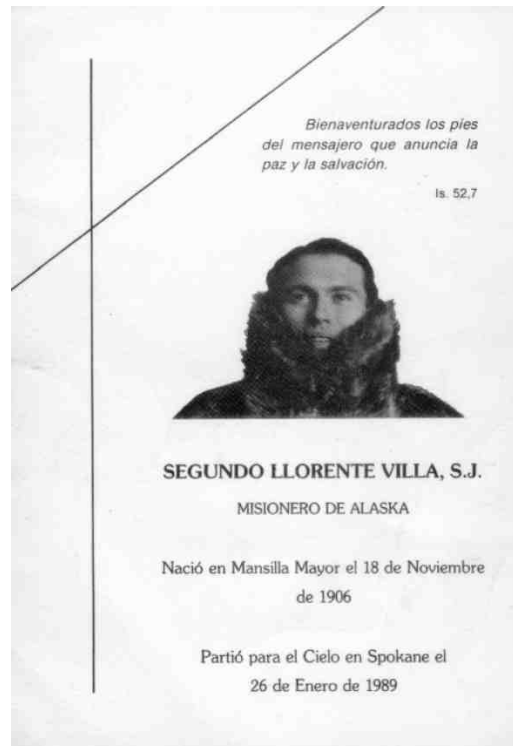 Bienaventurados los pies
del mensajero que anuncia la
paz y la salvación.
Is. 52,7
SEGUNDO LLORENTE VILLA, S.J.
MISIONERO DE ALASKA
Nació en Mansilla Mayor el 18 de Noviembre
de 1906
Partió para el Cielo en Spokane el
26 de Enero de 1989